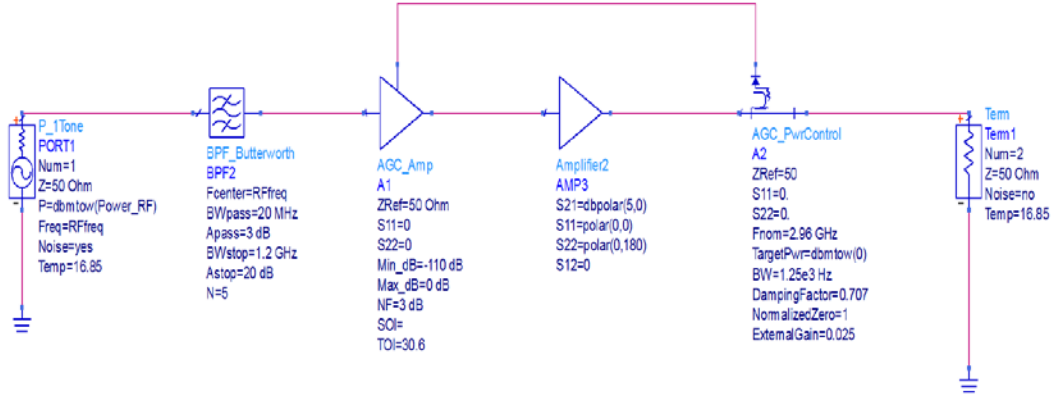 P_1Tone
PORT1
Num=1
Z=50 Ohm
P=dbmtow(Power_RF)
Freq=RFfreq
Noise=yes
Temp=16.85
BPF_Butterworth
BPF2
Fcenter=RFfreq
BWpass=20 MHz
Apass=3 dB
BWstop=1.2 GHz
Astop=20 dB
N=5
AGC_Amp
A1
ZRef=50 Ohm
S11=0
S22=0
Min_dB=-110 dB
Max_dB=0 dB
NF=3 dB
SOI=
TOI=30.6
Amplifier2
AMP3
S21=dbpolar(5,0)
S11=polar(0,0)
S22=polar(0,180)
S12=0
AGC_PwrControl
A2
ZRef=50
S11=0.
S22=0.
Fnom=2.96 GHz
TargetPwr=dbmtow(0)
BW=1.25e3 Hz
DampingFactor=0.707
NormalizedZero=1
ExternalGain=0.025
Term
Term1
Num=2
Z=50 Ohm
Noise=no
Temp=16.85